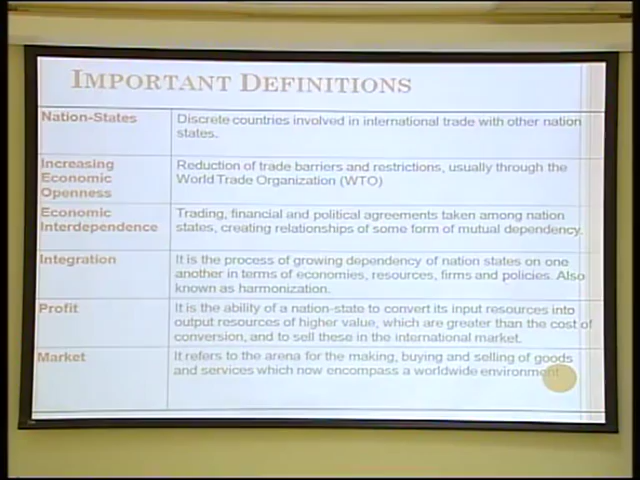 IMPORTANT DEFINITIONS
Nation-States
Discrete countries involved in international trade with other nation
states.
Increasing
Economic
Openness
Reduction of trade barriers and restrictions, usually through the
World Trade Organization (WTO)
Economic
Interdependence
Trading, financial and political agreements taken among nation
states, creating relationships of some form of mutual dependency.
Integration
It is the process of growing dependency of nation states on one
another in terms of economies, resources, firms and policies. Also
known as harmonization.
Profit
It is the ability of a nation-state to convert its input resources into
output resources of higher value, which are greater than the cost of
conversion, and to sell these in the international market.
Market
It refers to the arena for the making, buying and selling of goods
and services which now encompass a worldwide environment